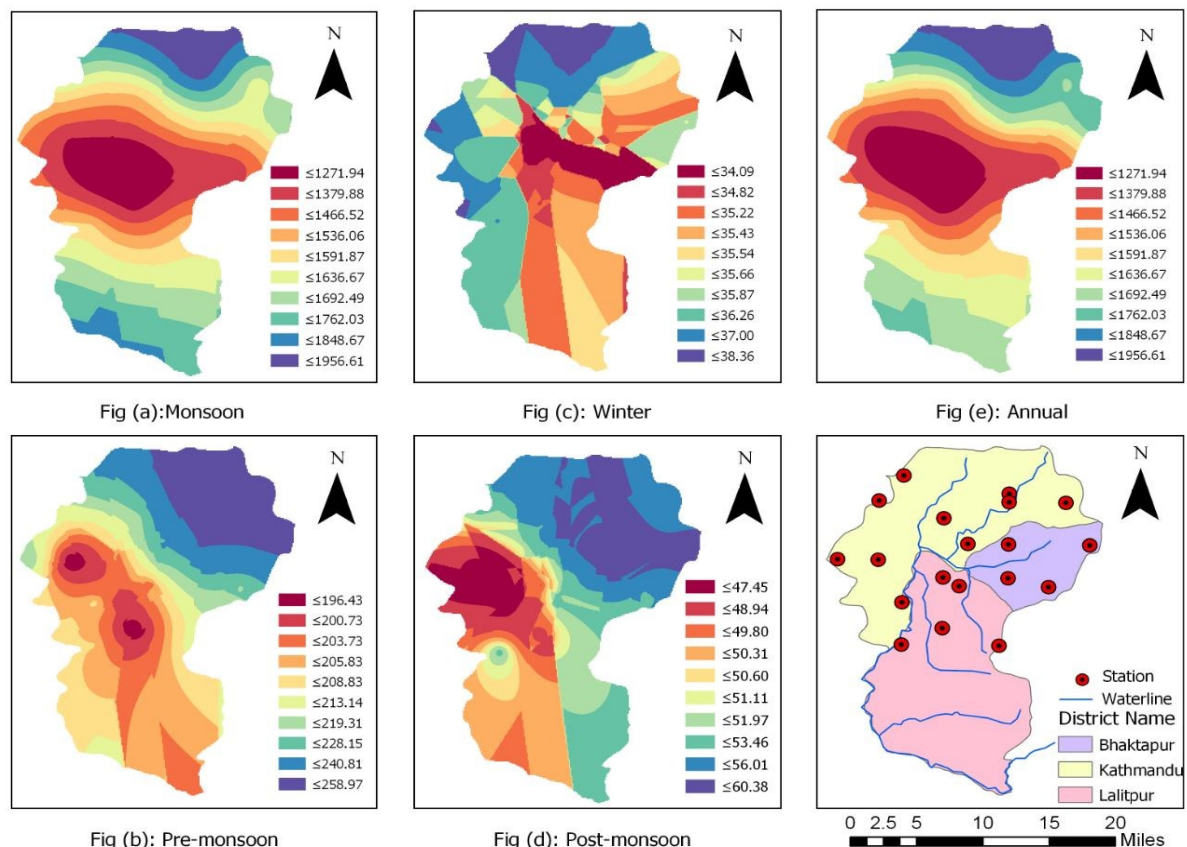 N
≤1271.94
≤1379.88
≤1466.52
≤1536.06
≤1591.87
≤1636.67
≤1692.49
≤1762.03
≤1848.67
≤1956.61
Fig (a):Monsoon
N
≤34.09
≤34.82
≤35.22
≤35.43
≤35.54
≤35.66
≤35.87
≤36.26
≤37.00
≤38.36
Fig (c): Winter
N
≤1271.94
≤1379.88
≤1466.52
≤1536.06
≤1591.87
≤1636.67
≤1692.49
≤1762.03
≤1848.67
≤1956.61
Fig (e): Annual
N
≤196.43
≤200.73
≤203.73
≤205.83
≤208.83
≤213.14
≤219.31
≤228.15
≤240.81
≤258.97
Fig (b): Pre-monsoon
N
≤47.45
≤48.94
≤49.80
≤50.31
≤50.60
≤51.11
≤51.97
≤53.46
≤56.01
≤60.38
Fig (d): Post-monsoon
N
Station
Waterline
District Name
Bhaktapur
Kathmandu
Lalitpur
0 2.5 5 10 15 20
Miles